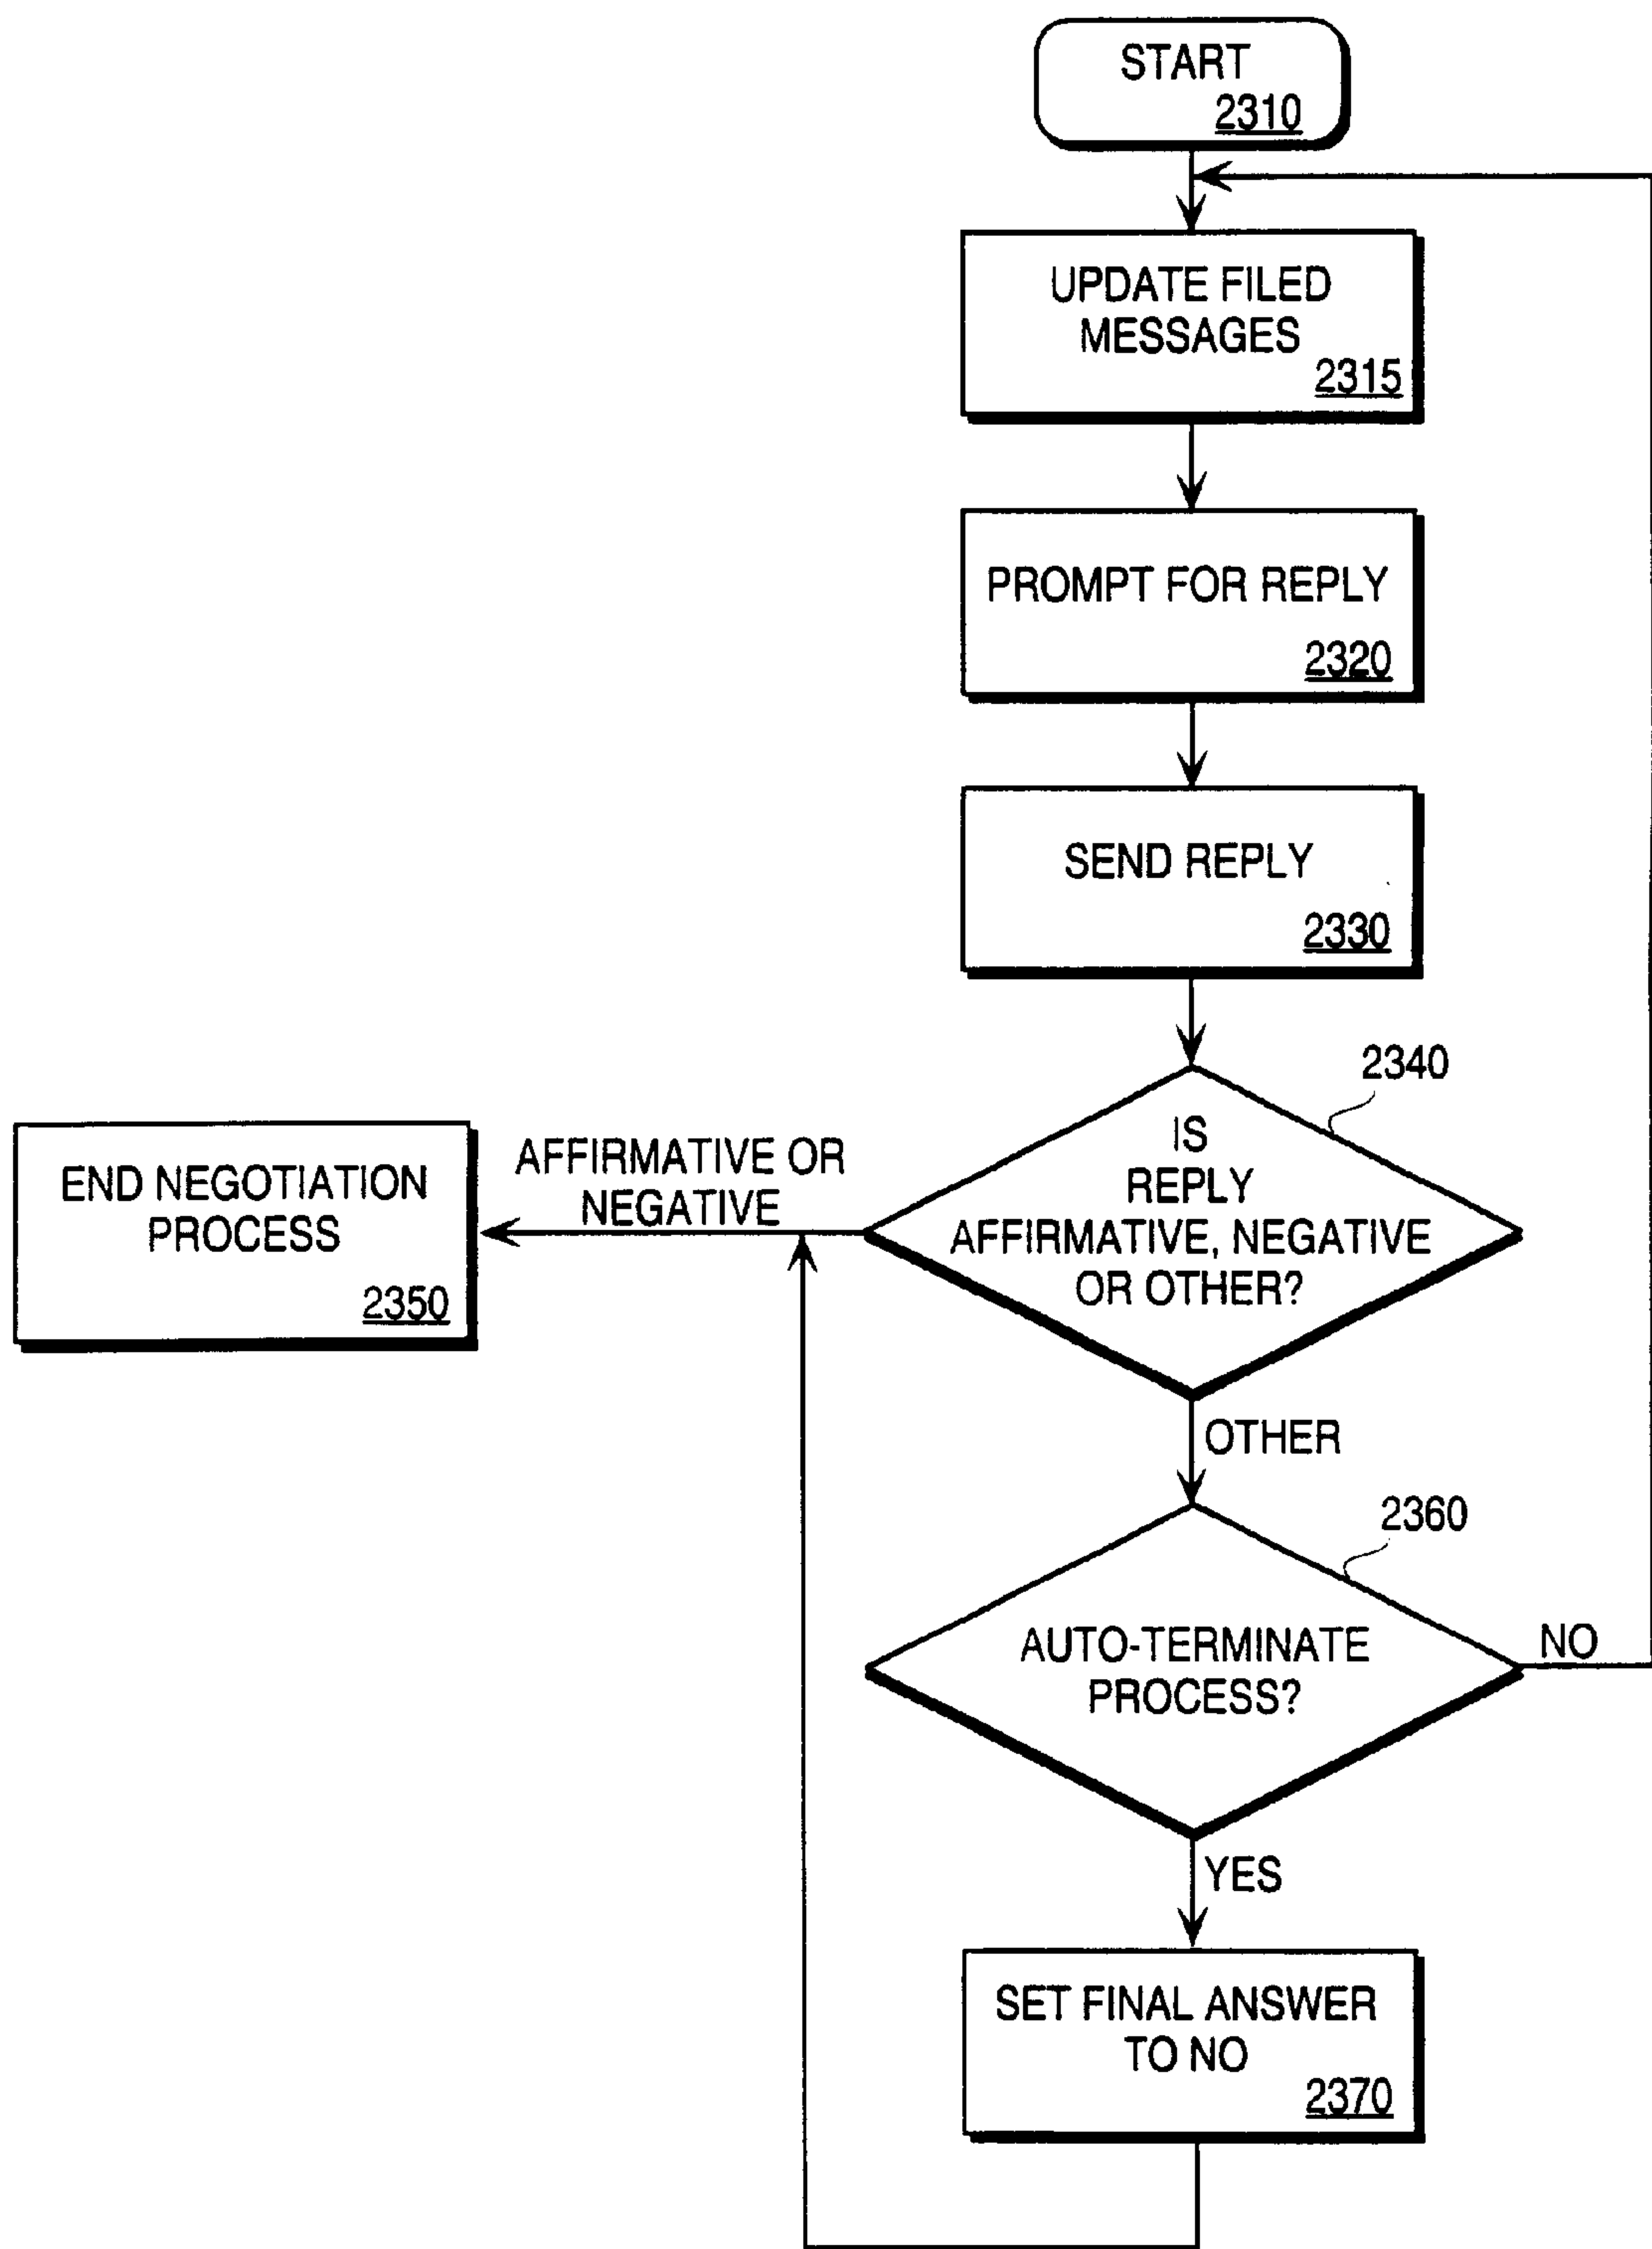 START
2310
UPDATE FILED
MESSAGES
2315
PROMPT FOR REPLY
2320
SEND REPLY
2330
2340
IS
REPLY
AFFIRMATIVE, NEGATIVE
OR OTHER?
AFFIRMATIVE OR
NEGATIVE
END NEGOTIATION
PROCESS
2350
OTHER
2360
AUTO-TERMINATE
PROCESS?
NO
YES
SET FINAL ANSWER
TO NO
2370